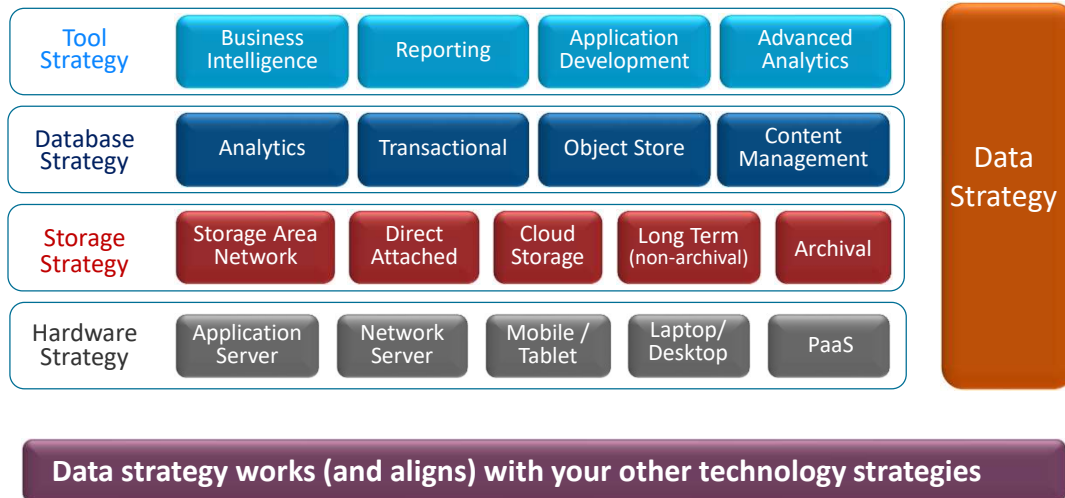 Tool
Strategy
Business
Intelligence
Reporting
Application
Development
Advanced
Analytics
Database
Strategy
Analytics
Transactional
Object Store
Content
Management
Storage
Strategy
Storage Area
Network
Direct
Attached
Cloud
Storage
Long Term
(non-archival)
Archival
Hardware
Strategy
Application
Server
Network
Server
Mobile /
Tablet
Laptop/
Desktop
PaaS
Data
Strategy
Data strategy works (and aligns) with your other technology strategies